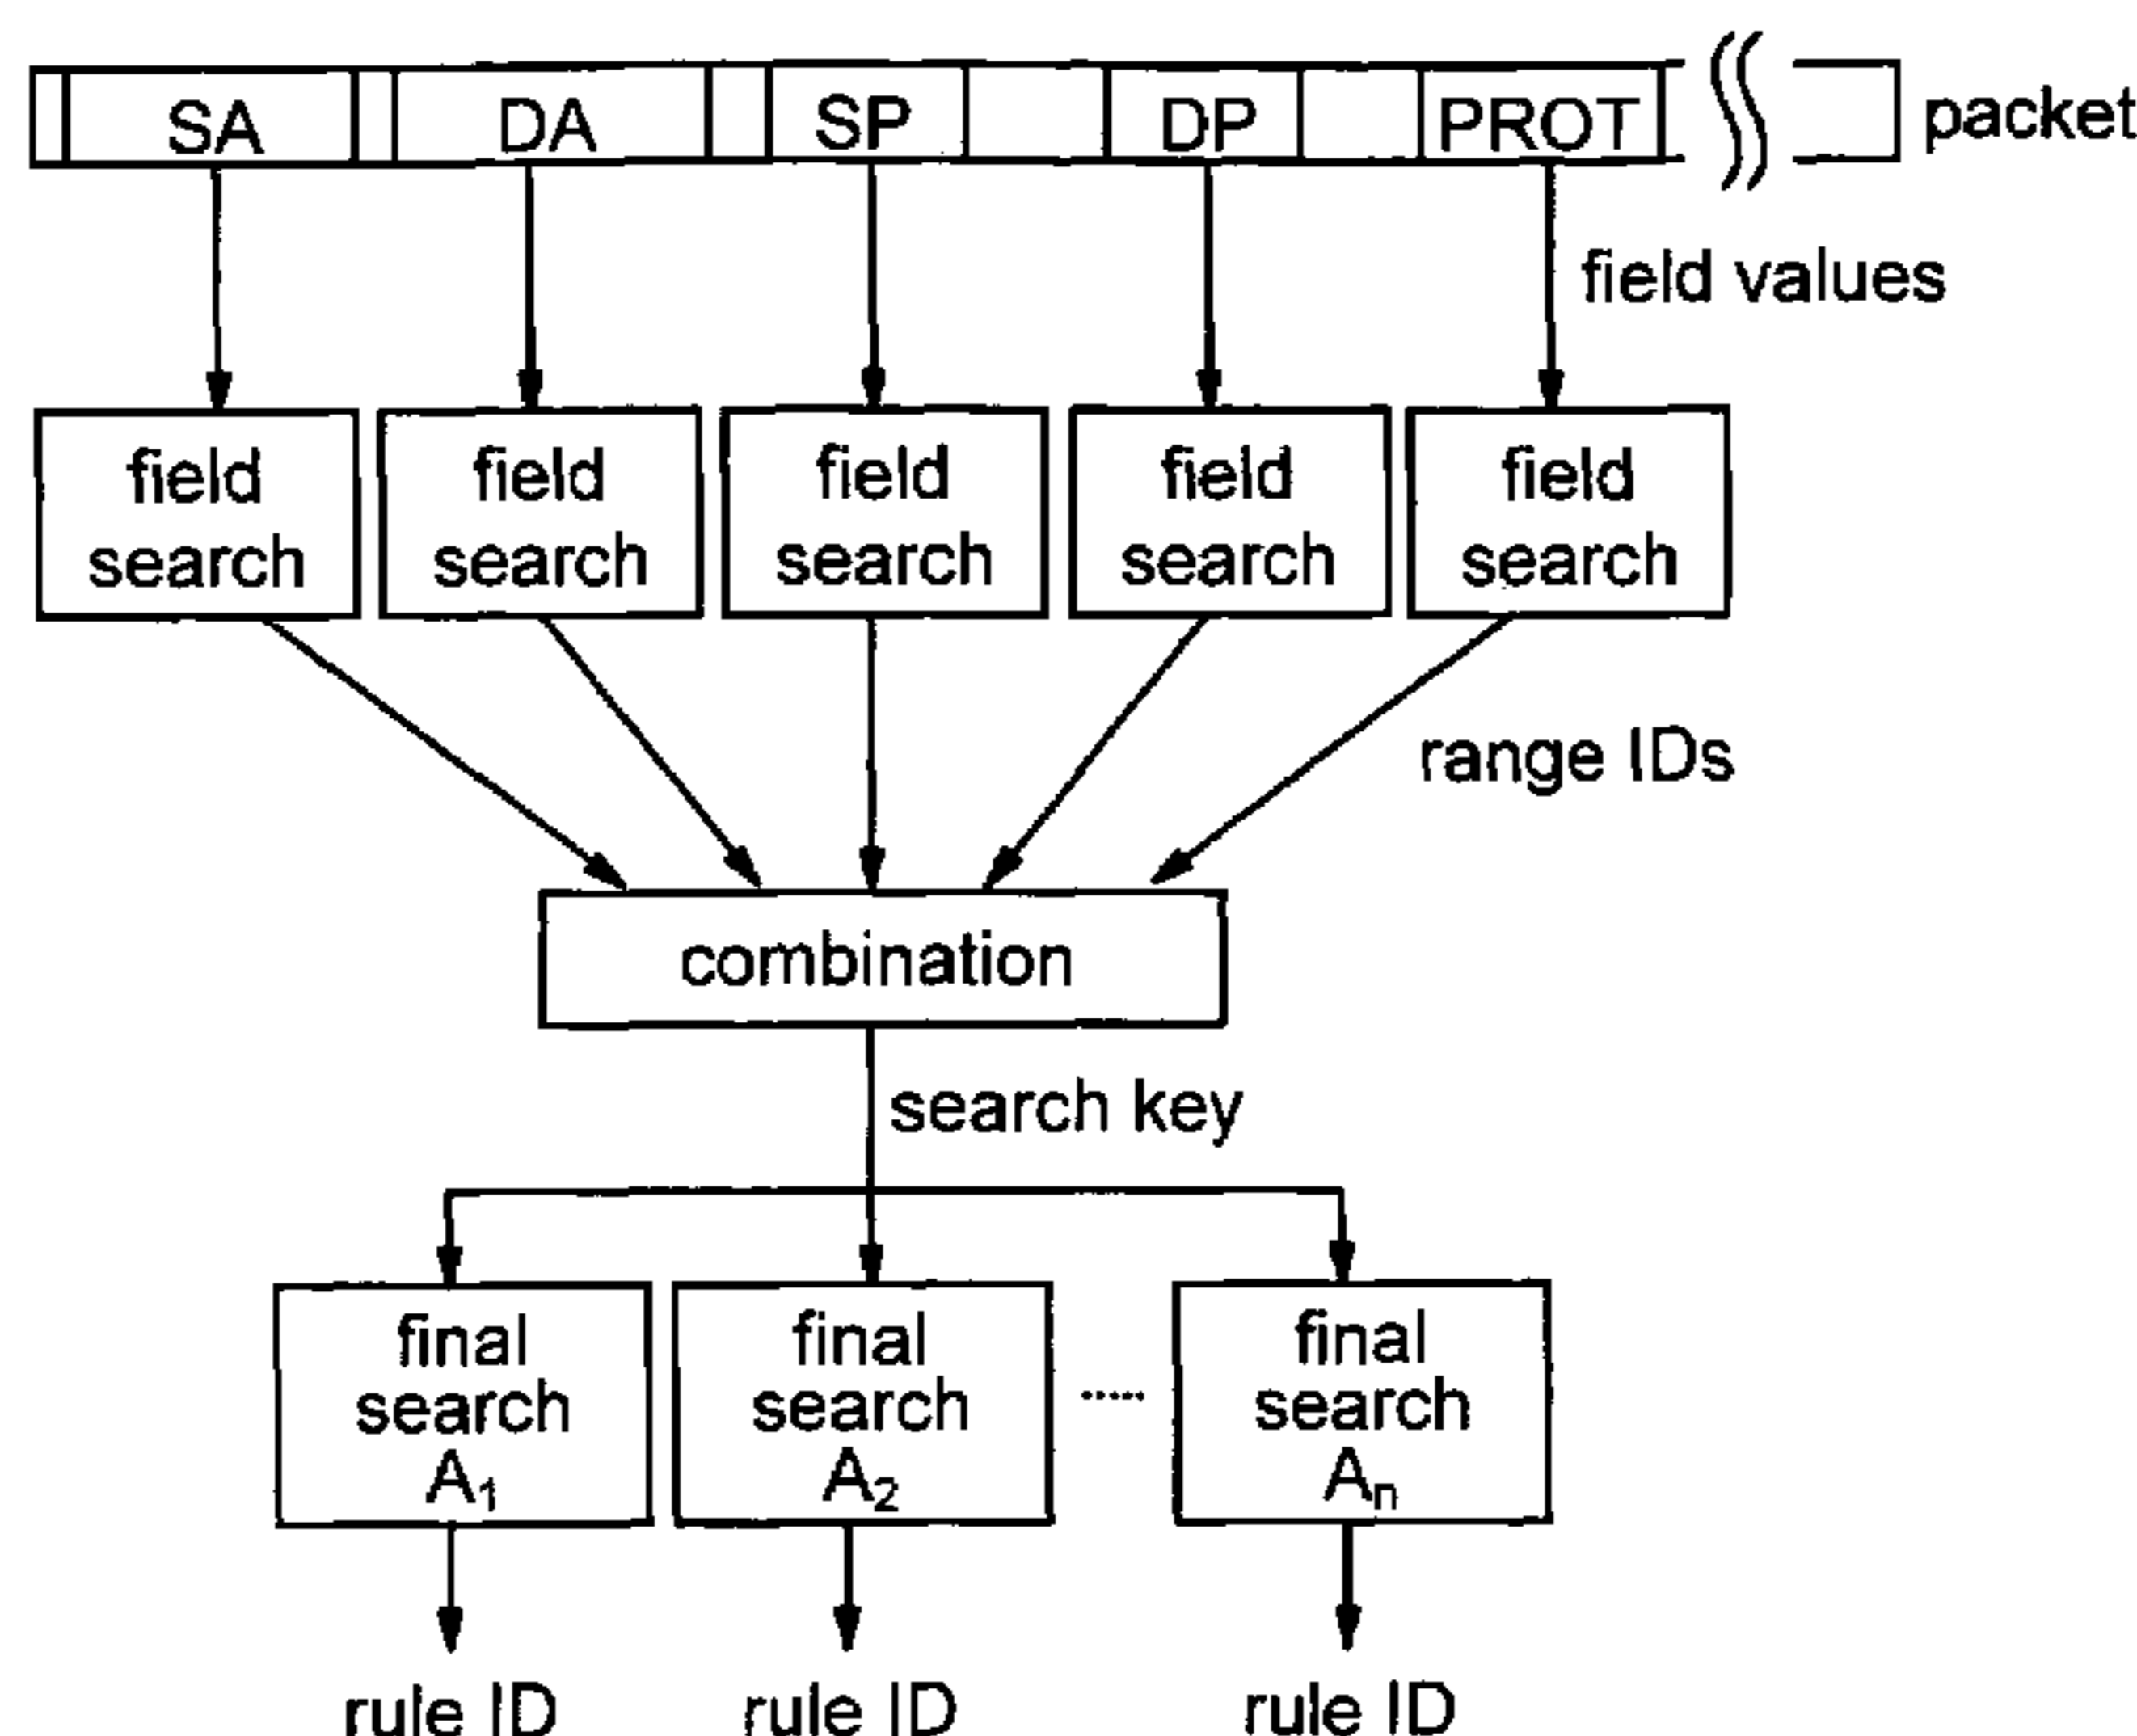 SA DA SP DP PROT packet
field values
field field field field field
search search search search search
range IDs
combination
search key
final final final
search search ..... search
A₁ A₂ Aₙ
rule ID rule ID rule ID